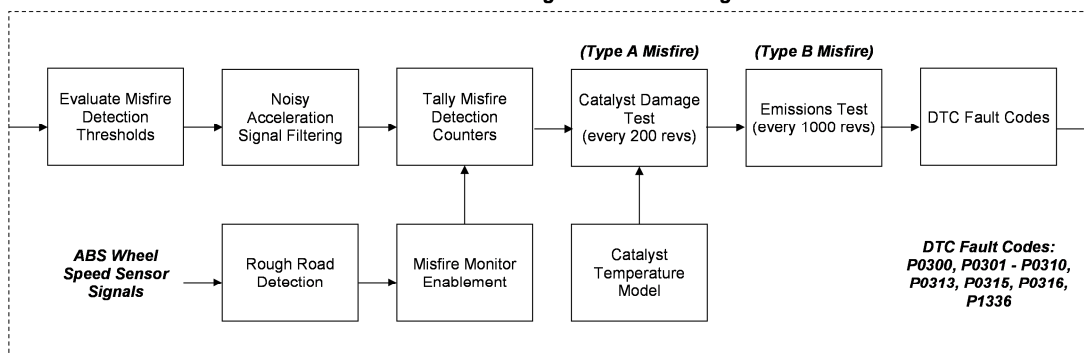 (Type A Misfire)
(Type B Misfire)
Evaluate Misfire
Detection
Thresholds
Noisy
Acceleration
Signal Filtering
Tally Misfire
Detection
Counters
Catalyst Damage
Test
(every 200 revs)
Emissions Test
(every 1000 revs)
DTC Fault Codes
ABS Wheel
Speed Sensor
Signals
Rough Road
Detection
Misfire Monitor
Enablement
Catalyst
Temperature
Model
DTC Fault Codes:
P0300, P0301 - P0310,
P0313, P0315, P0316,
P1336